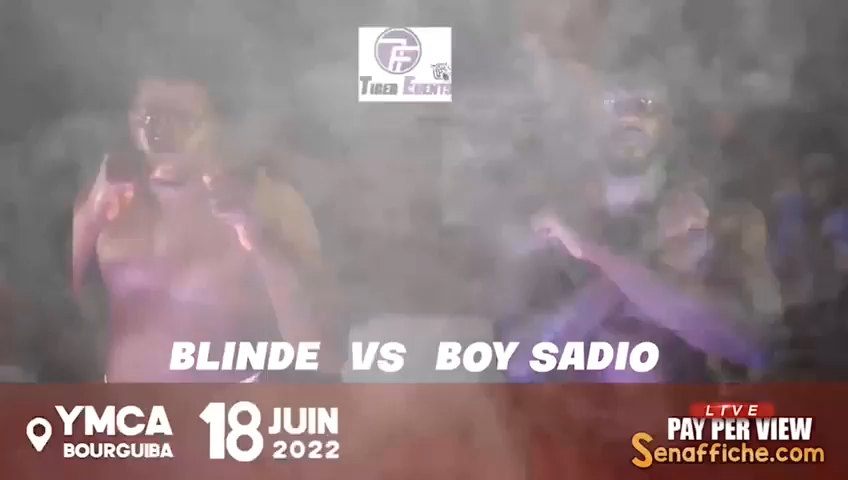 TIGER EVENTS
BLINDE VS BOY SADIO
YMCA
BOURGUIBA
18 JUIN
2022
LIVE
PAY PER VIEW
Senaffiche.com